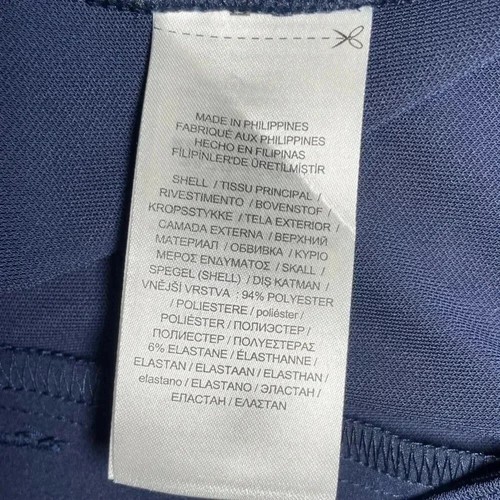 MADE IN PHILIPPINES
FABRIQUÉ AUX PHILIPPINES
HECHO EN FILIPINAS
FİLİPİNLER'DE ÜRETİLMİŞTİR
SHELL / TISSU PRINCIPAL /
RIVESTIMENTO / BOVENSTOF /
KROPSSTYKKE / TELA EXTERIOR /
CAMADA EXTERNA / ВЕРХНИЙ
МАТЕРИАЛ / ОБВИВКА / ΚΥΡΙΟ
ΜΕΡΟΣ ΕΝΔΥΜΑΤΟΣ / SKALL /
SPEGEL (SHELL) / DIŞ KATMAN /
VNĚJŠÍ VRSTVA : 94% POLYESTER
/ POLIESTERE / poliéster /
POLIÉSTER / ПОЛИЭСТЕР /
ПОЛИЕСТЕР / ΠΟΛΥΕΣΤΕΡΑΣ
6% ELASTANE / ÉLASTHANNE /
ELASTAN / ELASTAAN / ELASTHAN /
elastano / ELASTANO / ЭЛАСТАН /
ЕЛАСТАН / ΕΛΑΣΤΑΝ